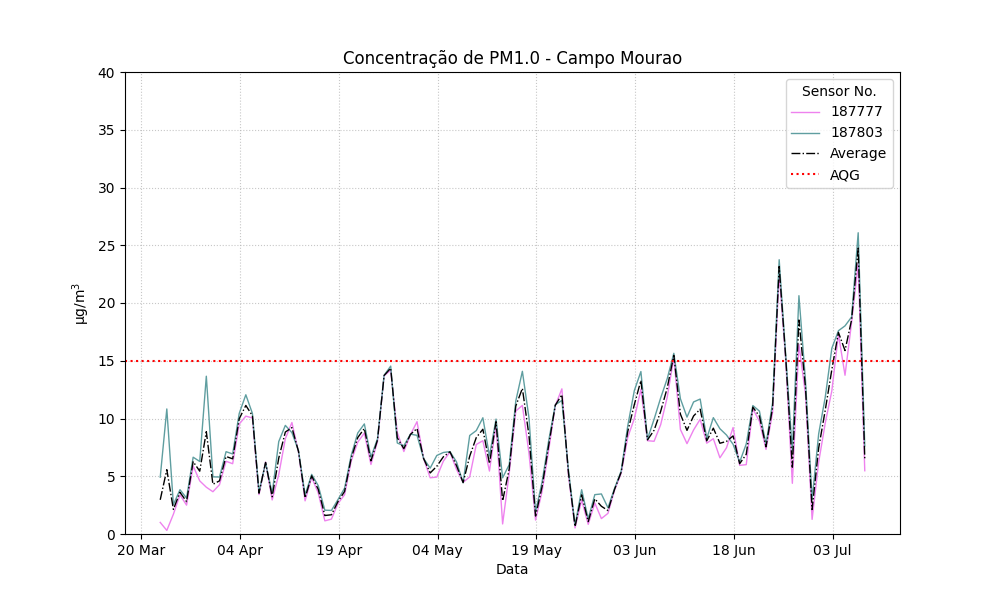 Concentração de PM1.0 - Campo Mourao
40
35
30
25
20
15
10
5
0
µg/m³
Sensor No.
187777
187803
Average
AQG
20 Mar
04 Apr
19 Apr
04 May
19 May
03 Jun
18 Jun
03 Jul
Data